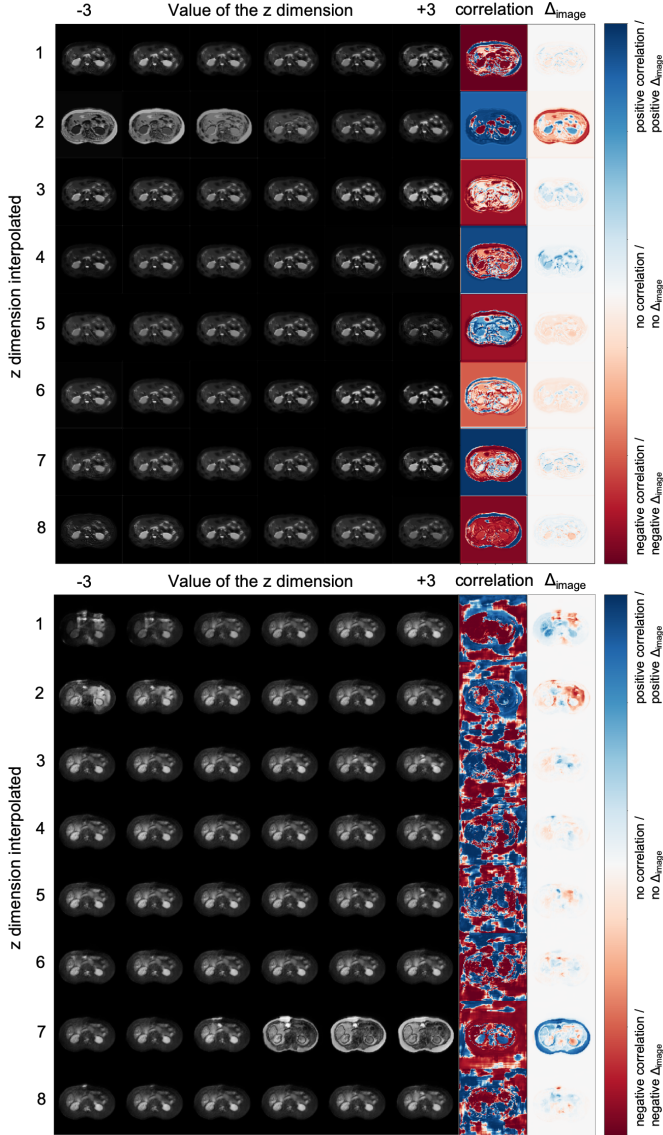 -3 Value of the z dimension +3 correlation Δimage
1
2
3
4
5
6
7
8
z dimension interpolated
positive correlation /
positive Δimage
no correlation /
no Δimage
negative correlation /
negative Δimage
-3 Value of the z dimension +3 correlation Δimage
1
2
3
4
5
6
7
8
z dimension interpolated
positive correlation /
positive Δimage
no correlation /
no Δimage
negative correlation /
negative Δimage